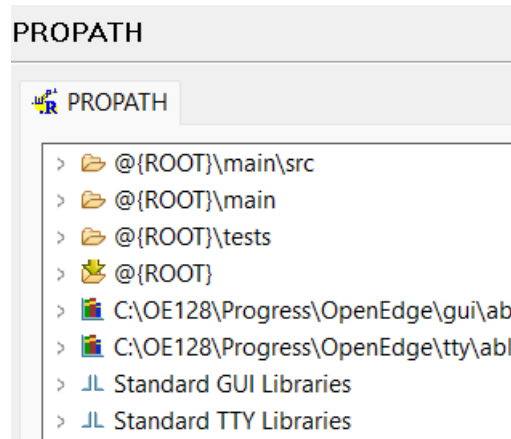 PROPATH
PROPATH
@{ROOT}\main\src
@{ROOT}\main
@{ROOT}\tests
@{ROOT}
C:\OE128\Progress\OpenEdge\gui\ab
C:\OE128\Progress\OpenEdge\tty\abl
Standard GUI Libraries
Standard TTY Libraries